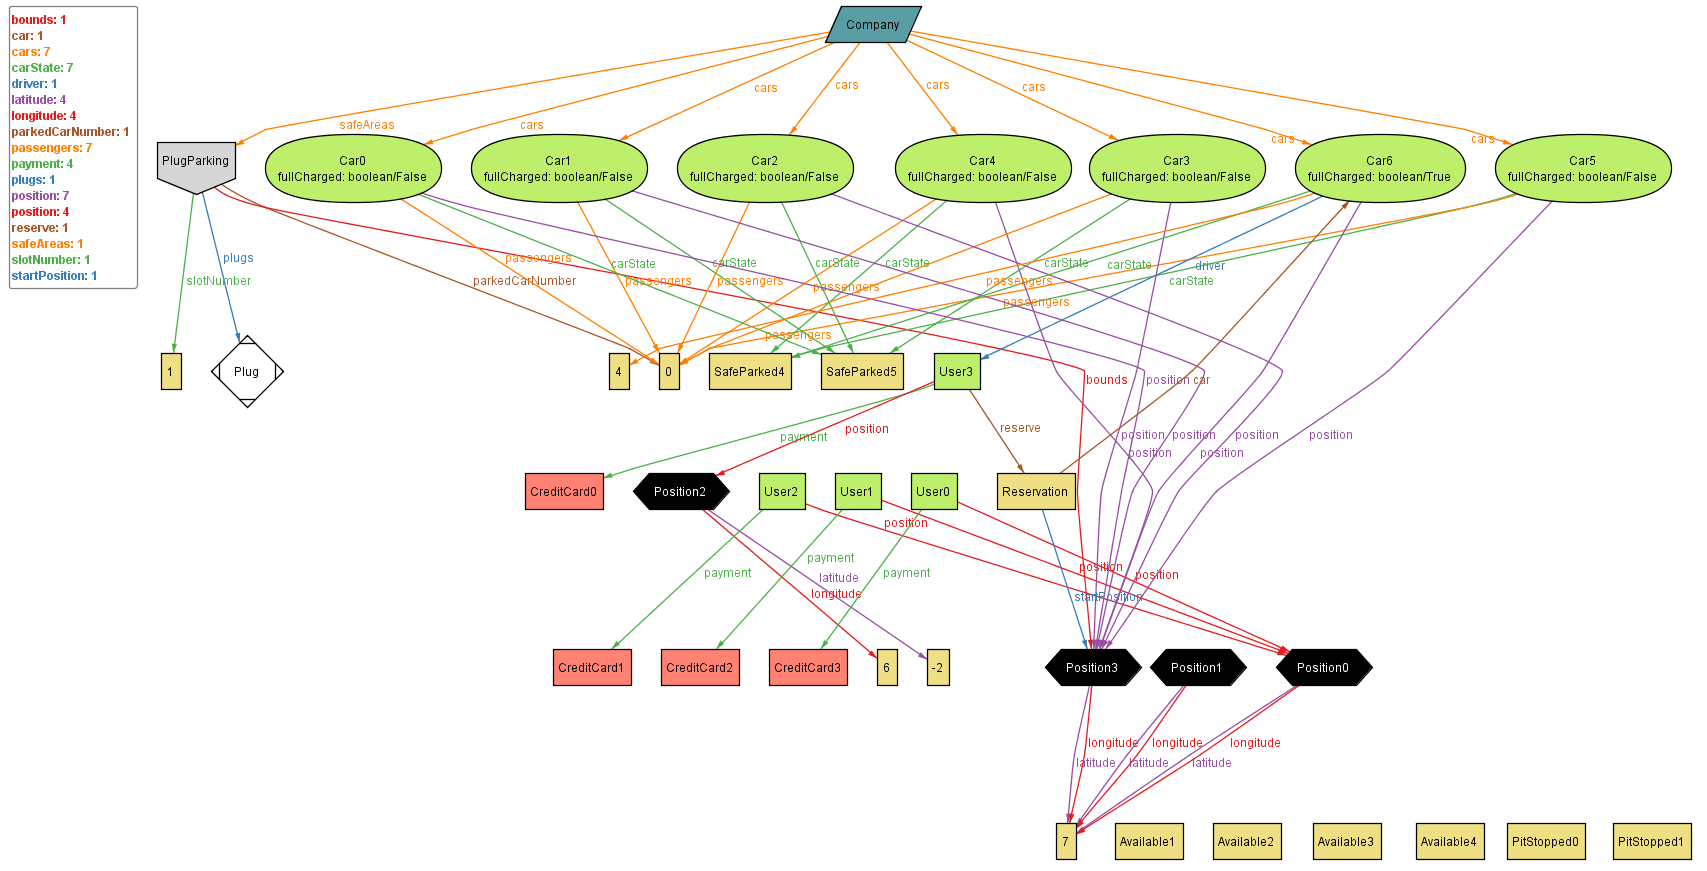 bounds: 1
car: 1
cars: 7
carState: 7
driver: 1
latitude: 4
longitude: 4
parkedCarNumber: 1
passengers: 7
payment: 4
plugs: 1
position: 7
position: 4
reserve: 1
safeAreas: 1
slotNumber: 1
startPosition: 1
Company
cars
cars
cars
cars
safeAreas
cars
cars
cars
PlugParking
Car0
fullCharged: boolean/False
Car1
fullCharged: boolean/False
Car2
fullCharged: boolean/False
Car4
fullCharged: boolean/False
Car3
fullCharged: boolean/False
Car6
fullCharged: boolean/True
Car5
fullCharged: boolean/False
plugs
passengers
carState
carState
carState
carState
carState
carState
driver
slotNumber
parkedCarNumber
passengers
passengers
passengers
passengers
carState
passengers
passengers
1
Plug
4
0
SafeParked4
SafeParked5
User3
bounds
position
car
payment
position
reserve
position
position
position
position
position
position
CreditCard0
Position2
User2
User1
User0
Reservation
position
payment
payment
payment
latitude
longitude
position
position
startPosition
CreditCard1
CreditCard2
CreditCard3
6
-2
Position3
Position1
Position0
longitude
longitude
longitude
latitude
latitude
latitude
7
Available1
Available2
Available3
Available4
PitStopped0
PitStopped1